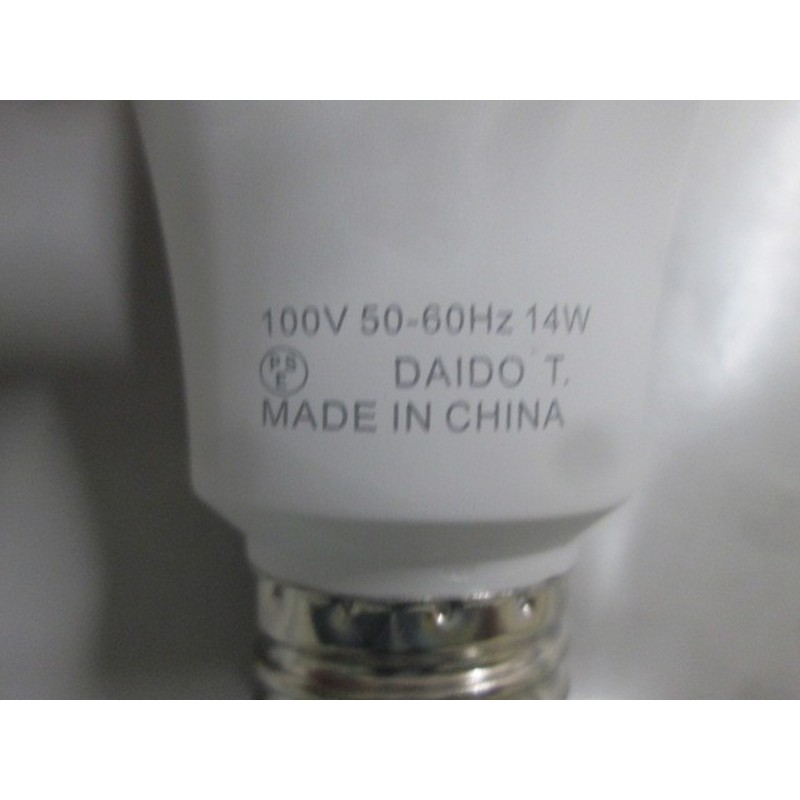 100V 50-60Hz 14W
PSE DAIDO T.
MADE IN CHINA